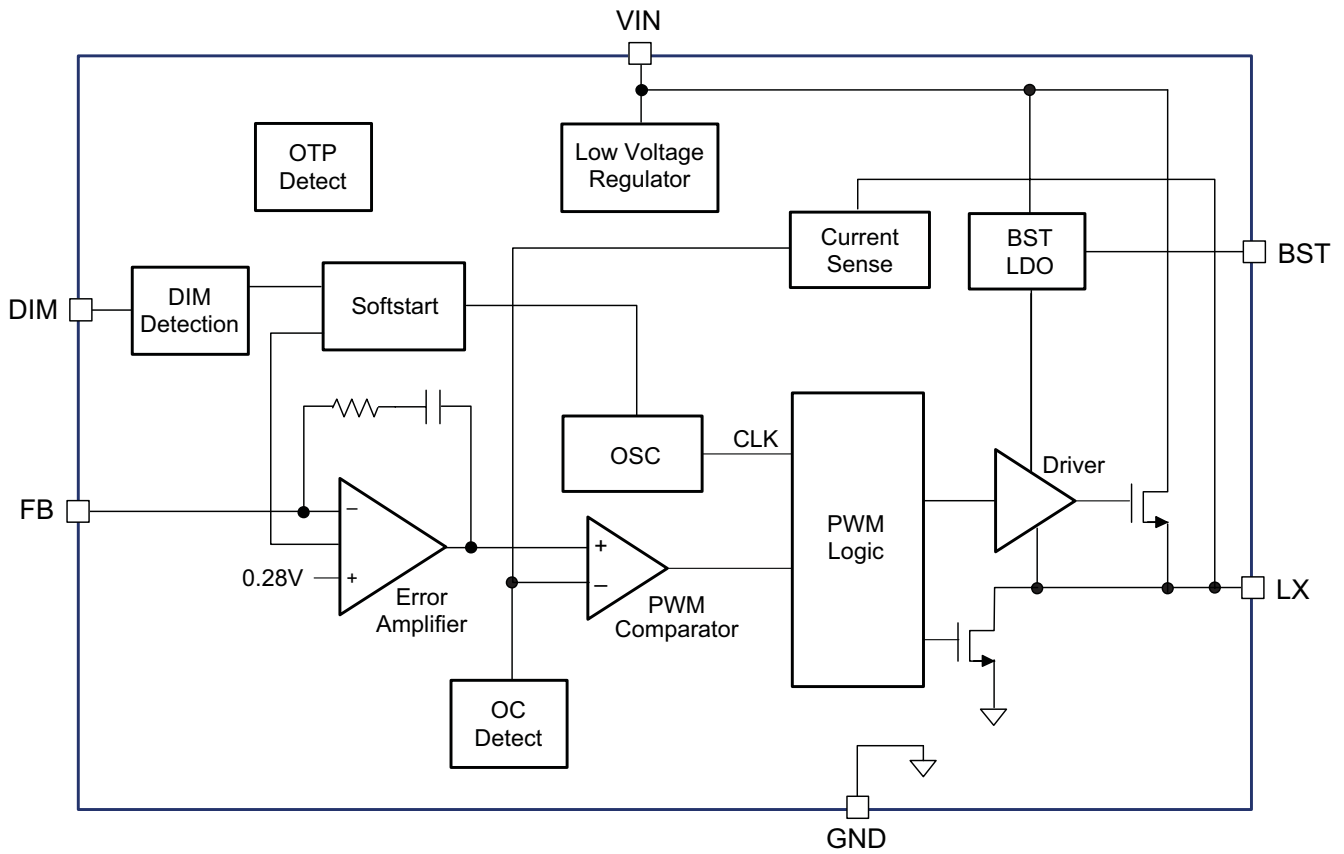 VIN
OTP
Detect
Low Voltage
Regulator
Current
Sense
BST
LDO
BST
DIM
DIM
Detection
Softstart
OSC
CLK
Driver
FB
−
+
0.28V
Error
Amplifier
+
−
PWM
Comparator
PWM
Logic
LX
OC
Detect
GND